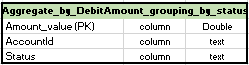 Aggregate_by_DebitAmount_grouping_by_status
Amount_value (PK) column Double
AccountId column text
Status column text